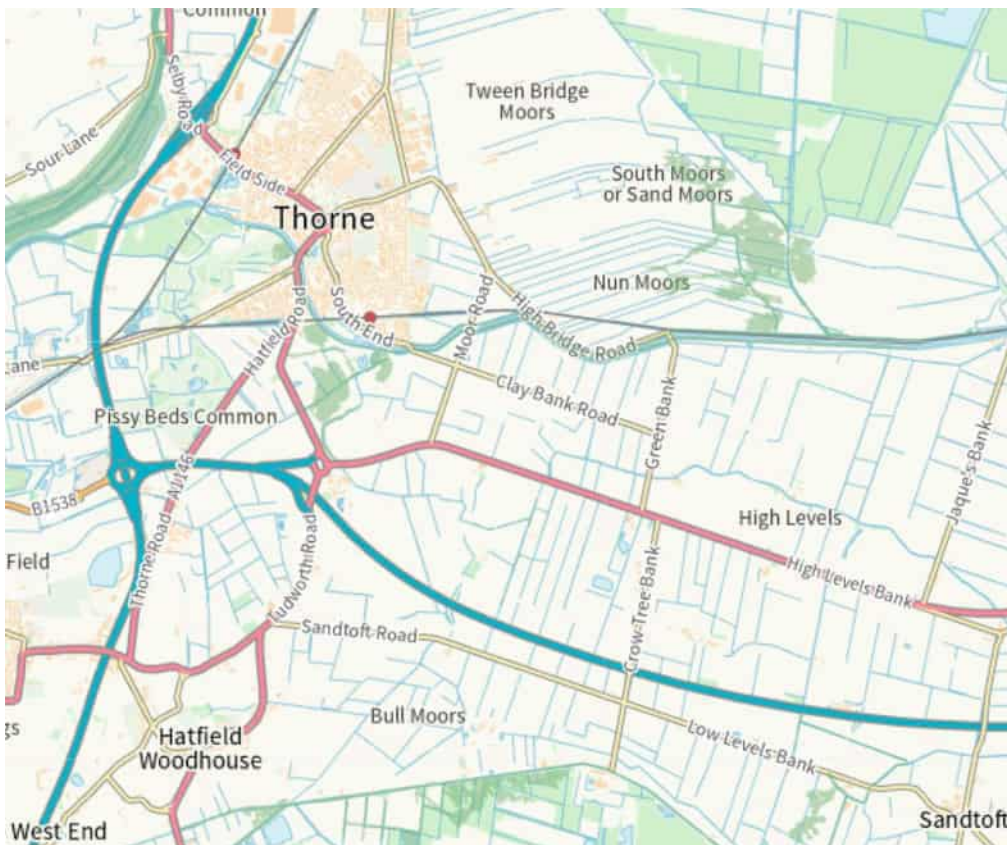 Common
Selby Road
Sour Lane
Field Side
Tween Bridge
Moors
South Moors
or Sand Moors
Thorne
Nun Moors
Hatfield Road
South End
Moor Road
High Bridge Road
ane
Clay Bank Road
Pissy Beds Common
Green Bank
Jaque's Bank
B1538
A1146
High Levels
Field
Thorne Road
Tudworth Road
High Levels Bank
Sandtoft Road
Crow Tree Bank
Bull Moors
gs
Hatfield
Woodhouse
Low Levels Bank
West End
Sandtoft